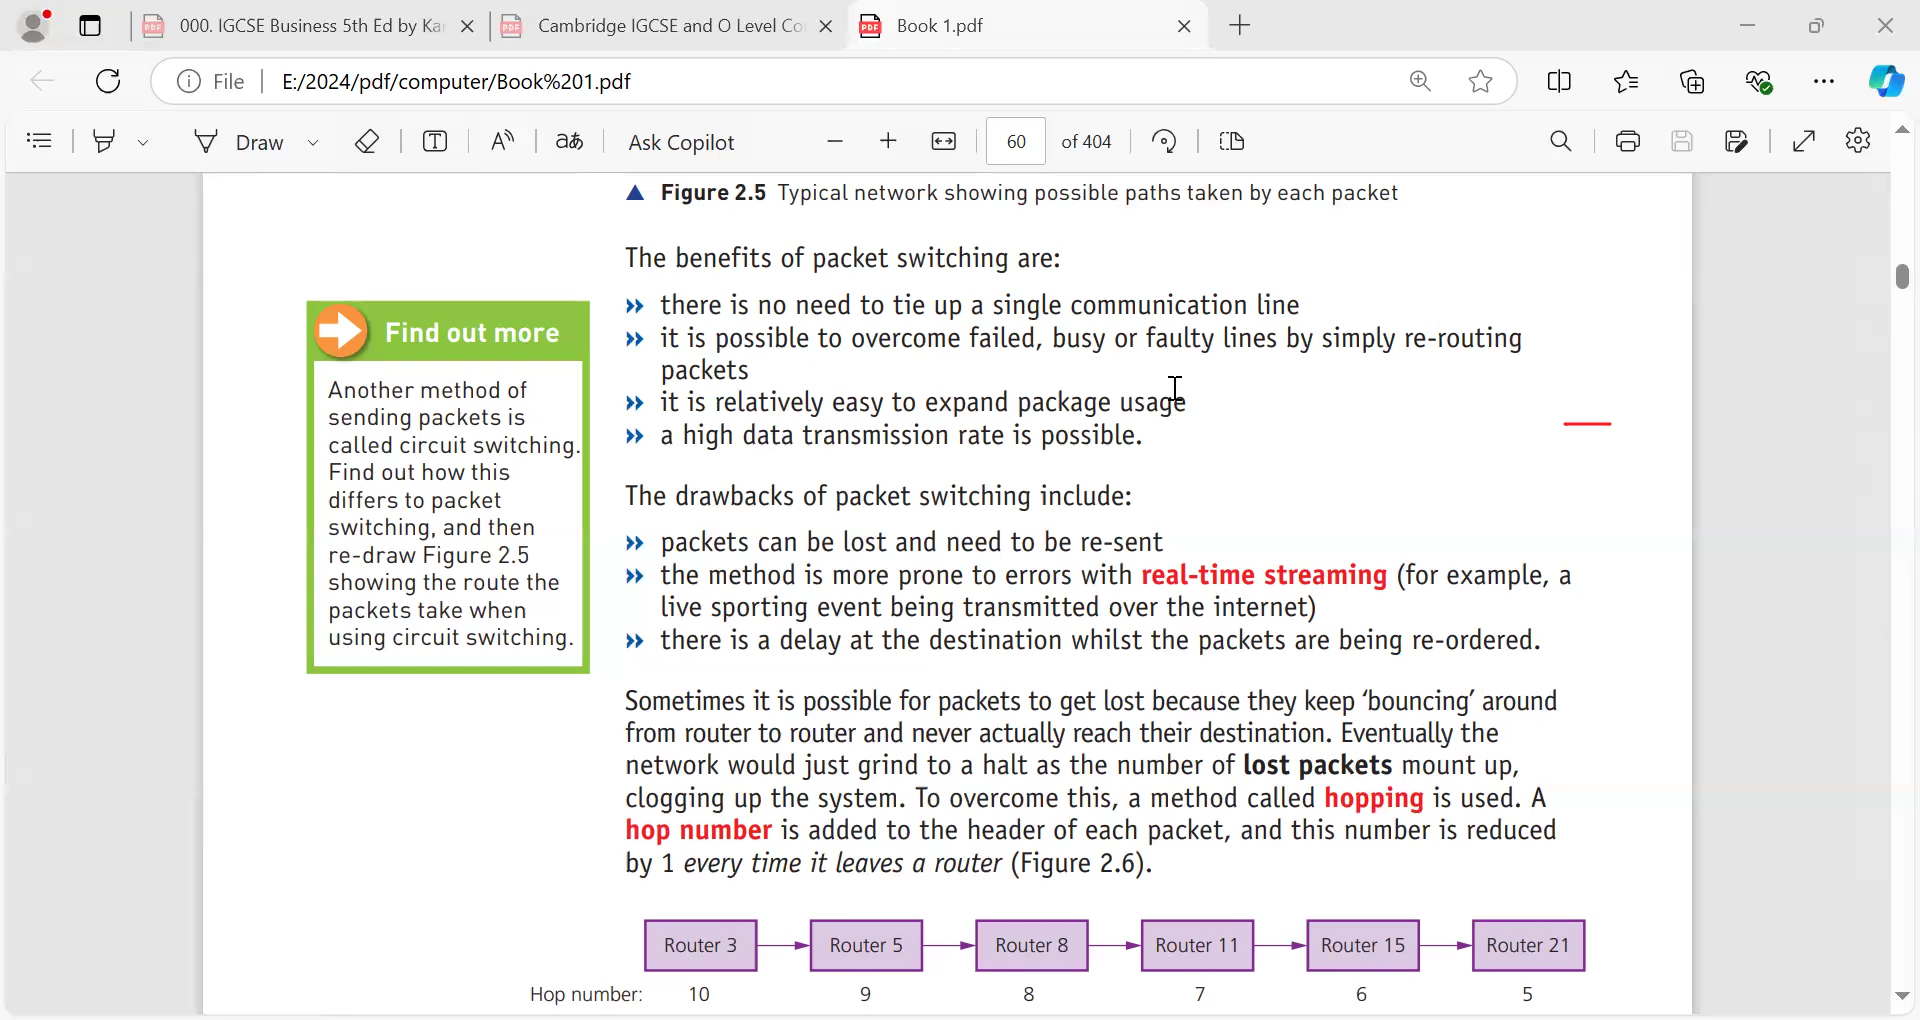 000. IGCSE Business 5th Ed by Ka
Cambridge IGCSE and O Level Co
Book 1.pdf
File
E:/2024/pdf/computer/Book%201.pdf
Draw
Ask Copilot
60 of 404
▲ Figure 2.5 Typical network showing possible paths taken by each packet
The benefits of packet switching are:
» there is no need to tie up a single communication line
» it is possible to overcome failed, busy or faulty lines by simply re-routing
packets
» it is relatively easy to expand package usage
» a high data transmission rate is possible.
Find out more
Another method of
sending packets is
called circuit switching.
Find out how this
differs to packet
switching, and then
re-draw Figure 2.5
showing the route the
packets take when
using circuit switching.
The drawbacks of packet switching include:
» packets can be lost and need to be re-sent
» the method is more prone to errors with real-time streaming (for example, a
live sporting event being transmitted over the internet)
» there is a delay at the destination whilst the packets are being re-ordered.
Sometimes it is possible for packets to get lost because they keep ‘bouncing’ around
from router to router and never actually reach their destination. Eventually the
network would just grind to a halt as the number of lost packets mount up,
clogging up the system. To overcome this, a method called hopping is used. A
hop number is added to the header of each packet, and this number is reduced
by 1 every time it leaves a router (Figure 2.6).
Router 3 Router 5 Router 8 Router 11 Router 15 Router 21
Hop number: 10 9 8 7 6 5